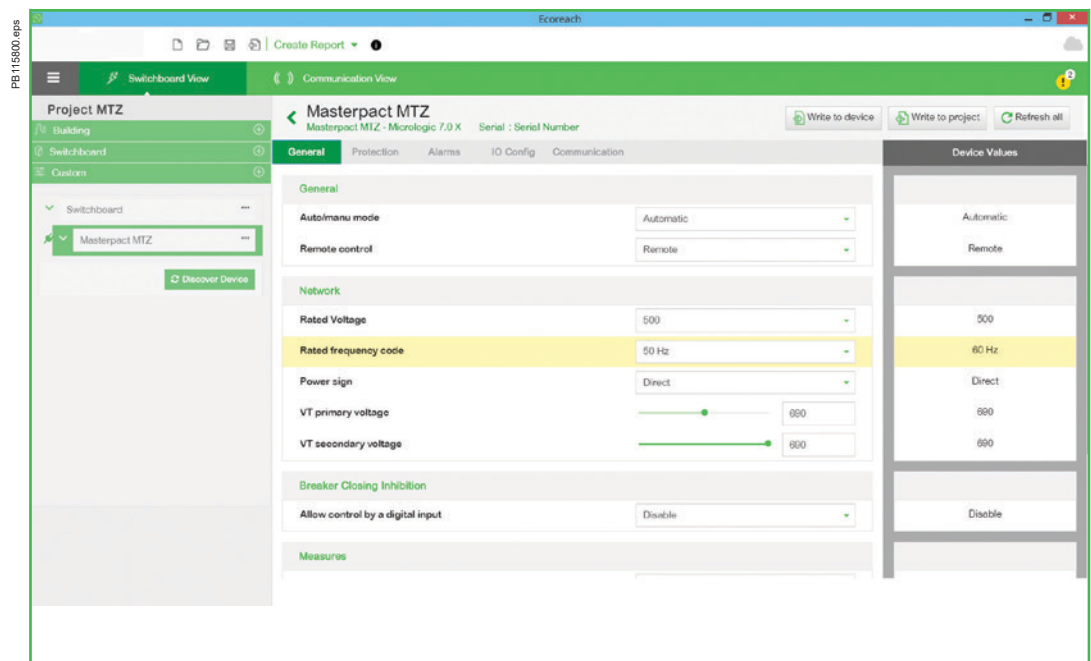 PB115800.eps
Ecoreach
Create Report
Switchboard View
Communication View
2
Project MTZ
Building
Switchboard
Custom
Switchboard
Masterpact MTZ
Discover Device
Masterpact MTZ
Masterpact MTZ - Micrologic 7.0 X Serial : Serial Number
Write to device
Write to project
Refresh all
General Protection Alarms IO Config Communication
Device Values
General
Auto/manu mode Automatic Automatic
Remote control Remote Remote
Network
Rated Voltage 500 500
Rated frequency code 50 Hz 60 Hz
Power sign Direct Direct
VT primary voltage 690 690
VT secondary voltage 690 690
Breaker Closing Inhibition
Allow control by a digital input Disable Disable
Measures